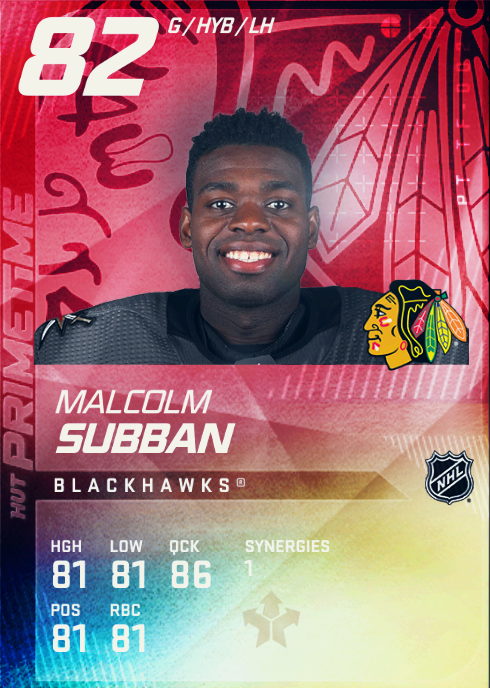 82
G / HYB / LH
HUT PRIMETIME
MALCOLM
SUBBAN
BLACKHAWKS®
NHL
HGH LOW QCK SYNERGIES
81 81 86 1
POS RBC
81 81